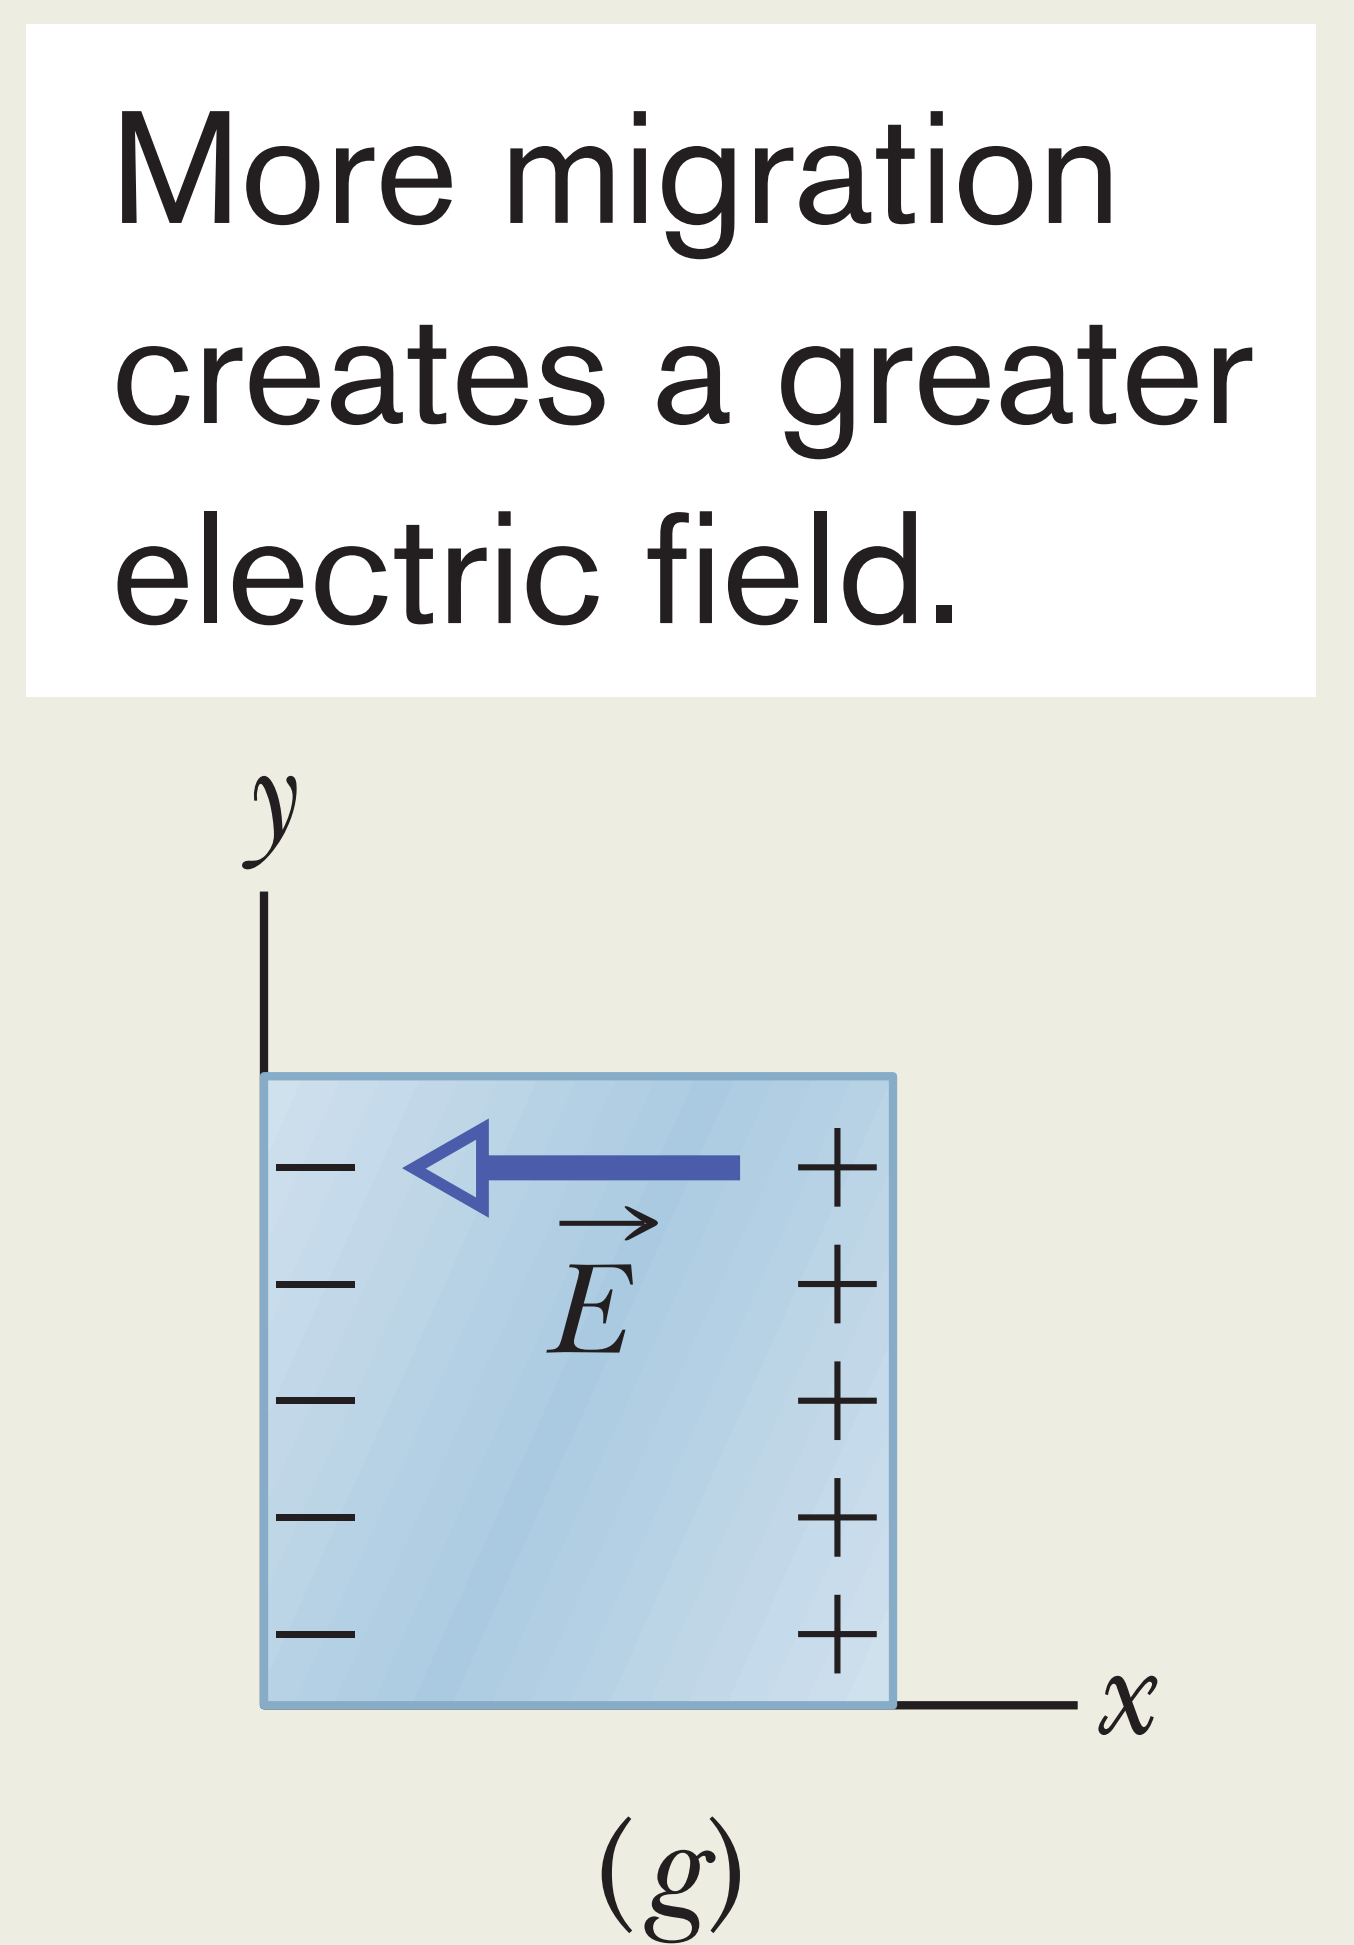 More migration
creates a greater
electric field.
y
− +
E
− +
− +
− +
− +
x
(g)